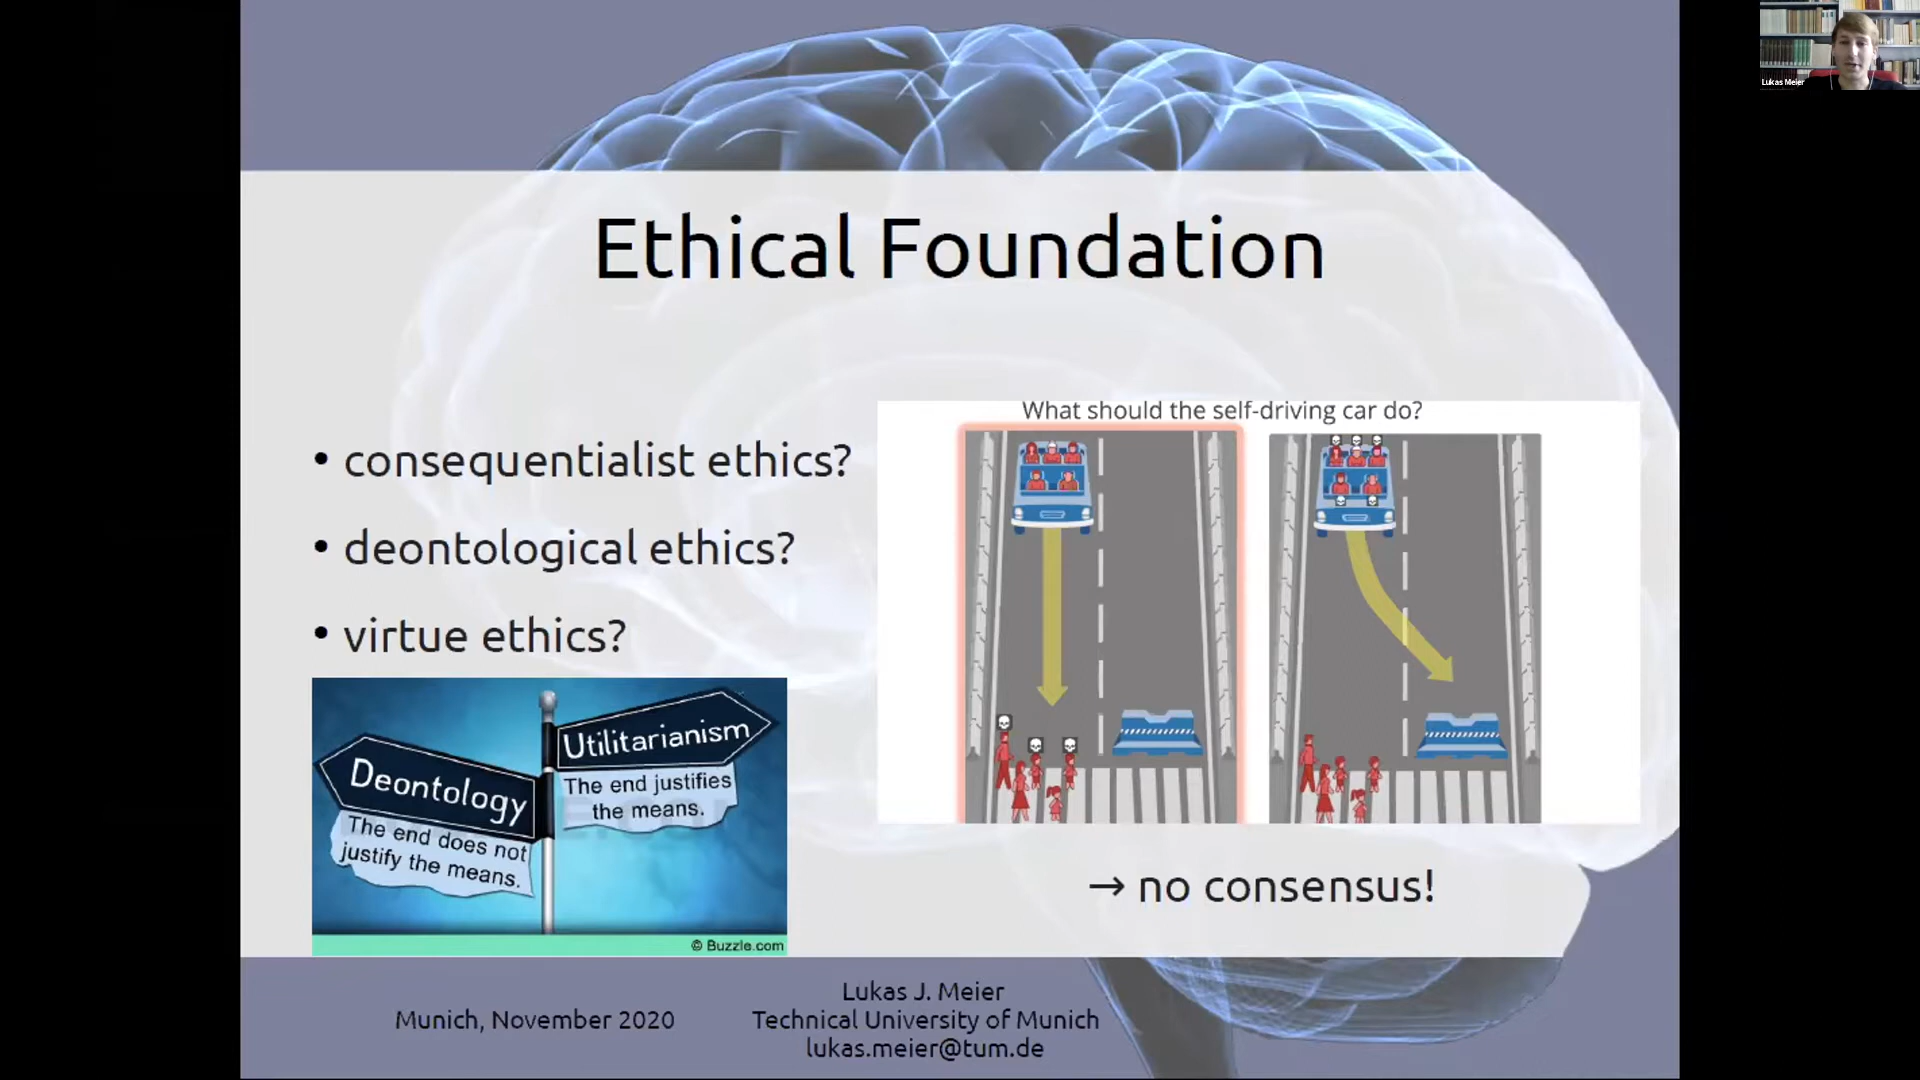 Lukas Meier
Ethical Foundation
• consequentialist ethics?
• deontological ethics?
• virtue ethics?
What should the self-driving car do?
Utilitarianism
The end justifies
the means.
Deontology
The end does not
justify the means.
© Buzzle.com
→ no consensus!
Munich, November 2020
Lukas J. Meier
Technical University of Munich
lukas.meier@tum.de